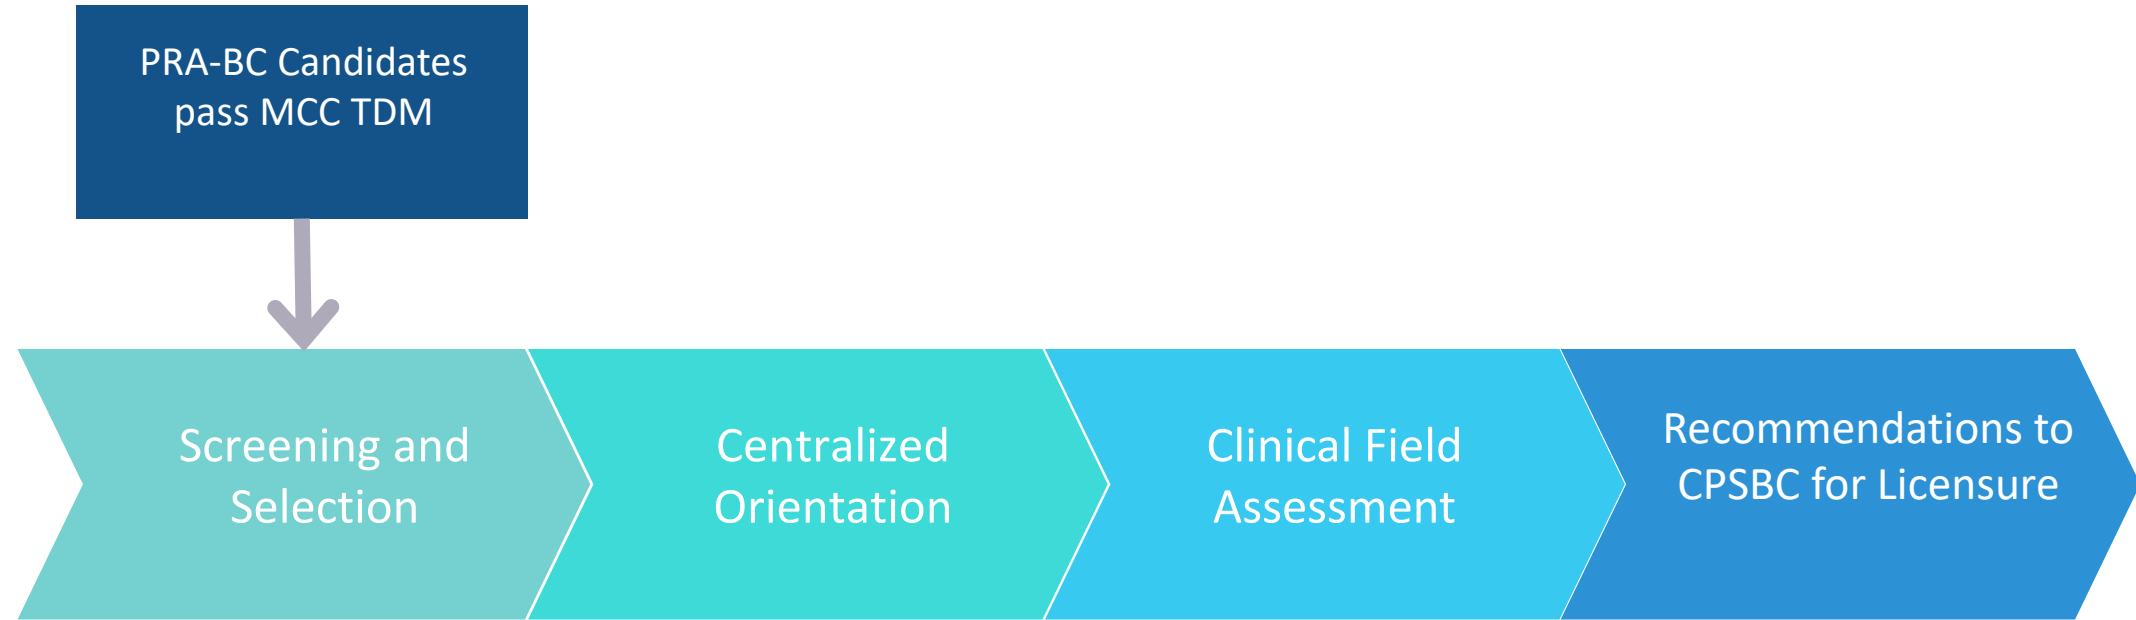 PRA-BC Candidates
pass MCC TDM
Screening and
Selection
Centralized
Orientation
Clinical Field
Assessment
Recommendations to
CPSBC for Licensure